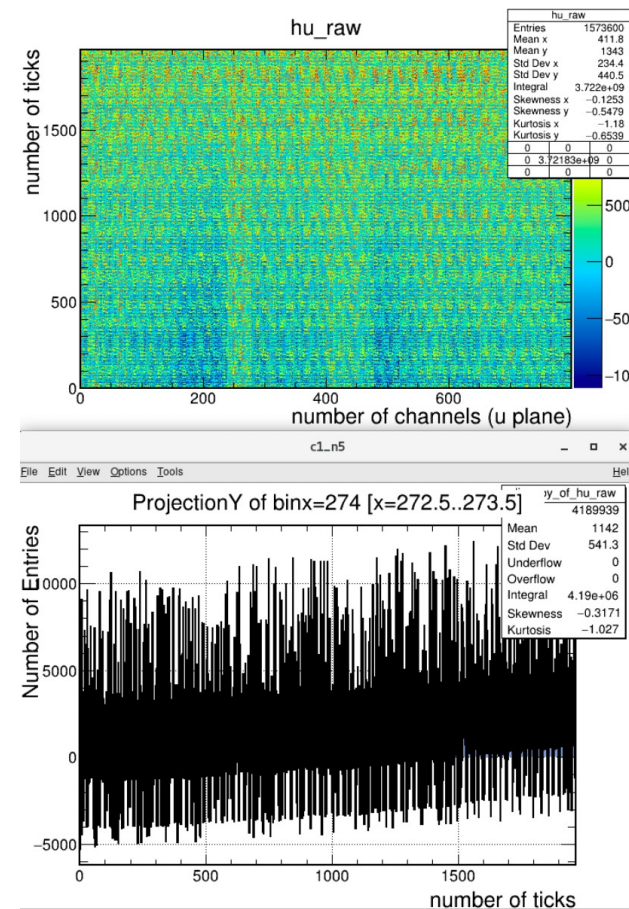 hu_raw
hu_raw
Entries 1573600
Mean x 411.8
Mean y 1343
Std Dev x 234.4
Std Dev y 440.5
Integral 3.722e+09
Skewness x −0.1253
Skewness y −0.5479
Kurtosis x −1.18
Kurtosis y −0.6539
0 0 0
0 3.72183e+09 0
0 0 0
number of ticks
1500
1000
500
0
500
0
−50
−10
0 200 400 600
number of channels (u plane)
c1_n5
File Edit View Options Tools
ProjectionY of binx=274 [x=272.5..273.5]
y_of_hu_raw
4189939
Mean 1142
Std Dev 541.3
Underflow 0
Overflow 0
Integral 4.19e+06
Skewness −0.3171
Kurtosis −1.027
Number of Entries
10000
5000
0
−5000
0 500 1000 1500
number of ticks